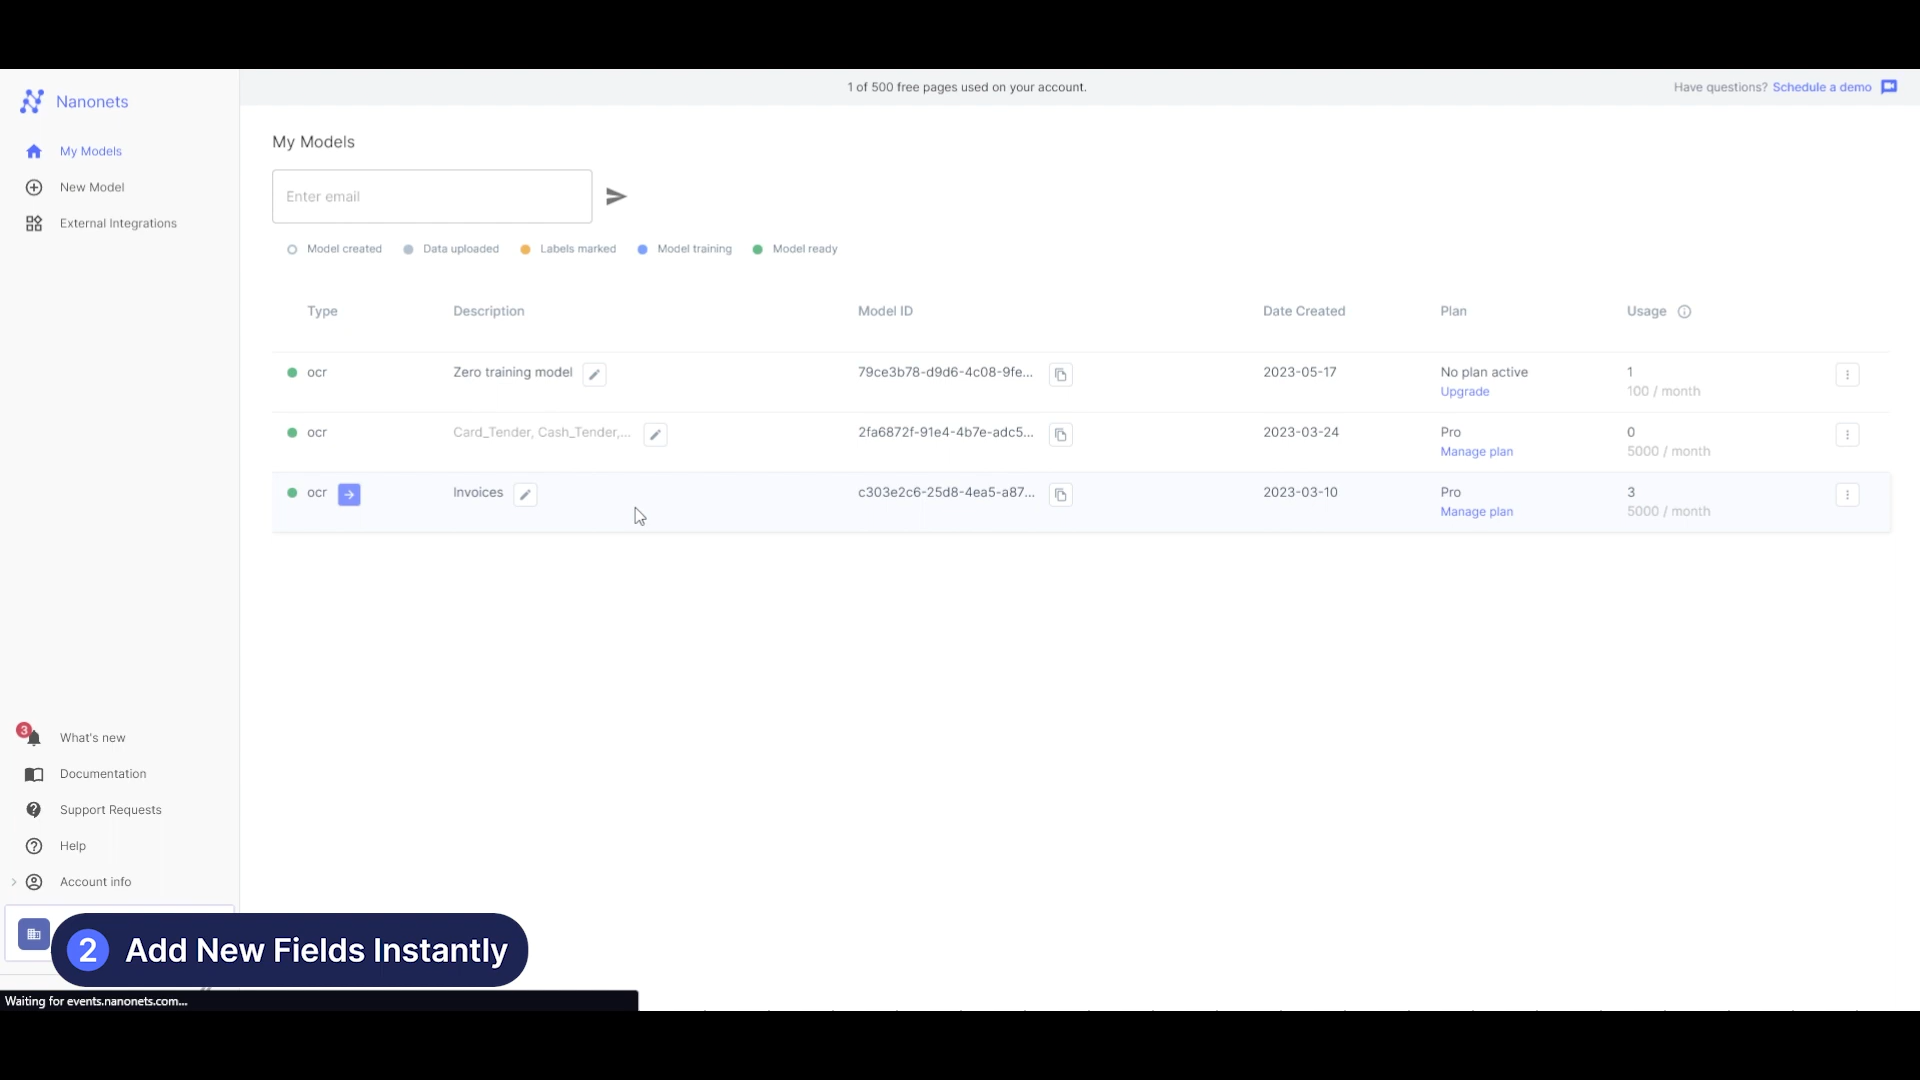 Nanonets
1 of 500 free pages used on your account.
Have questions? Schedule a demo
My Models
New Model
External Integrations
My Models
Enter email
Model created
Data uploaded
Labels marked
Model training
Model ready
Type Description Model ID Date Created Plan Usage
ocr Zero training model 79ce3b78-d9d6-4c08-9fe... 2023-05-17 No plan active 1
Upgrade 100 / month
ocr Card_Tender, Cash_Tender,... 2fa6872f-91e4-4b7e-adc5... 2023-03-24 Pro 0
Manage plan 5000 / month
ocr Invoices c303e2c6-25d8-4ea5-a87... 2023-03-10 Pro 3
Manage plan 5000 / month
3
What's new
Documentation
Support Requests
Help
Account info
2 Add New Fields Instantly
Waiting for events.nanonets.com...